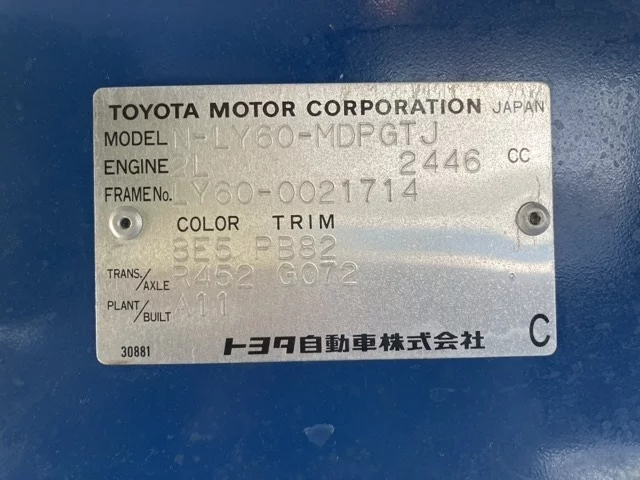 TOYOTA MOTOR CORPORATION JAPAN
MODEL N-LY60-MDPGTJ
ENGINE 2L 2446 CC
FRAME No. LY60-0021714
COLOR TRIM
8E5 PB82
TRANS./AXLE R452 G072
PLANT/BUILT A11
30881 トヨタ自動車株式会社 C